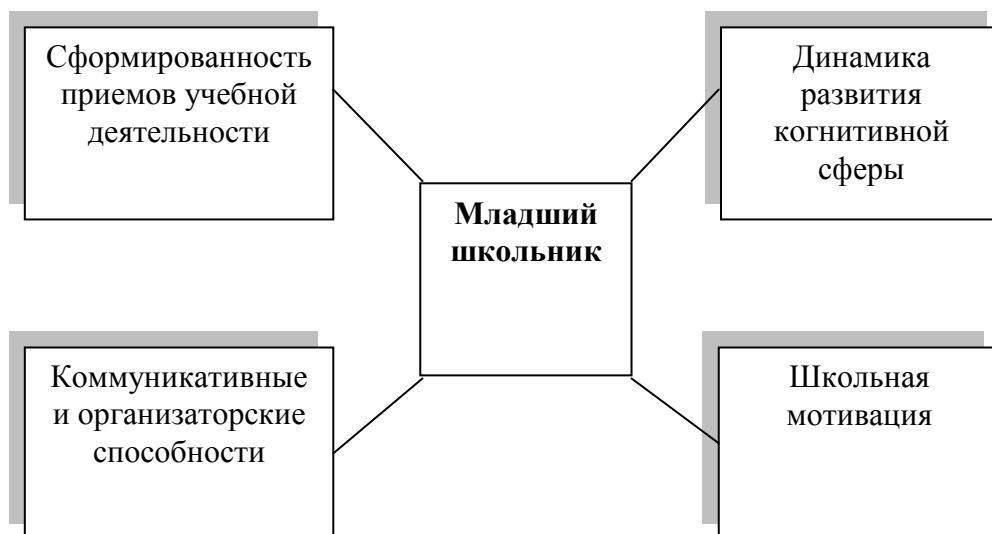 Сформированность
приемов учебной
деятельности
Динамика
развития
когнитивной
сферы
Младший
школьник
Коммуникативные
и организаторские
способности
Школьная
мотивация